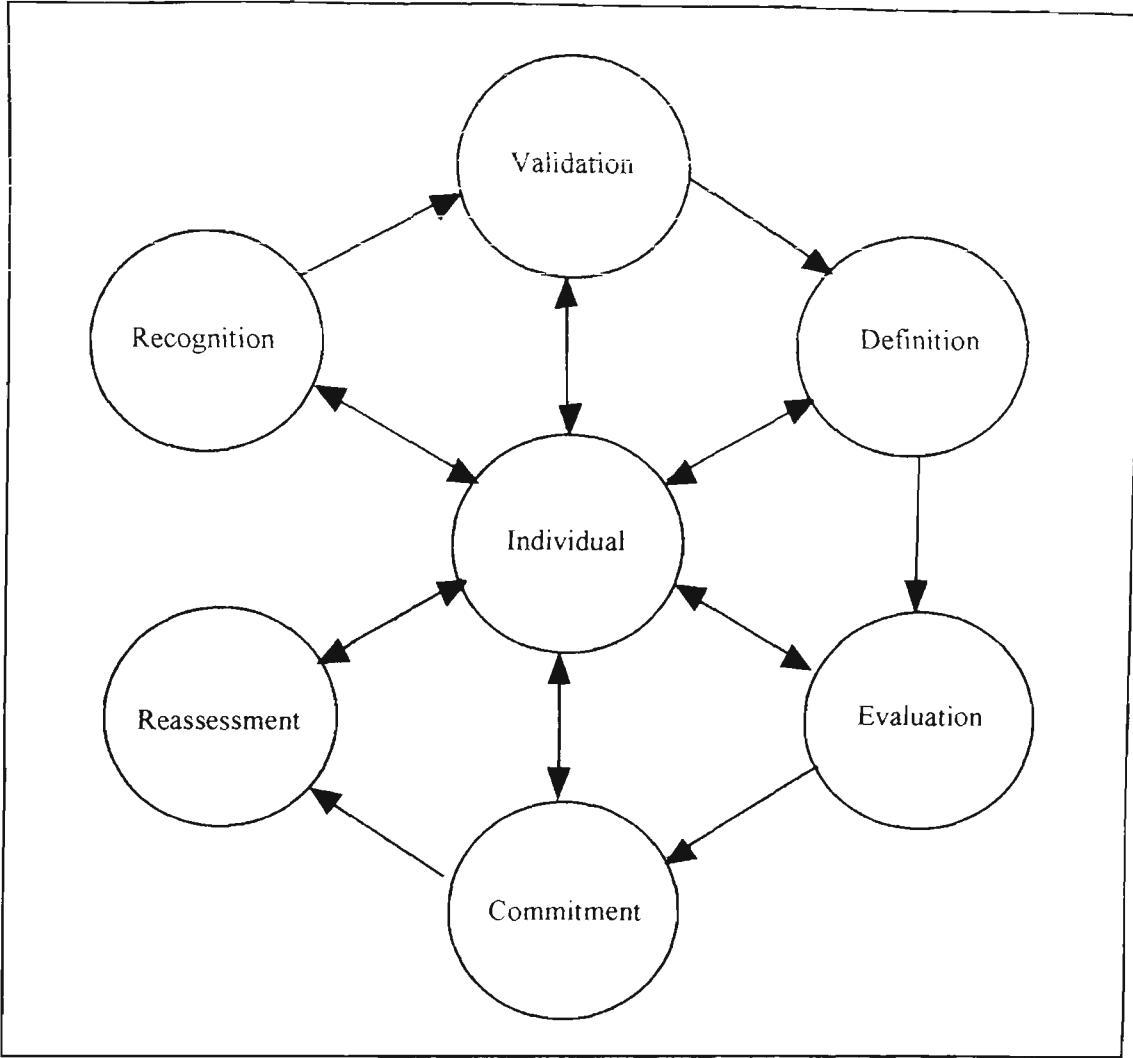 Validation
Recognition
Definition
Individual
Reassessment
Evaluation
Commitment